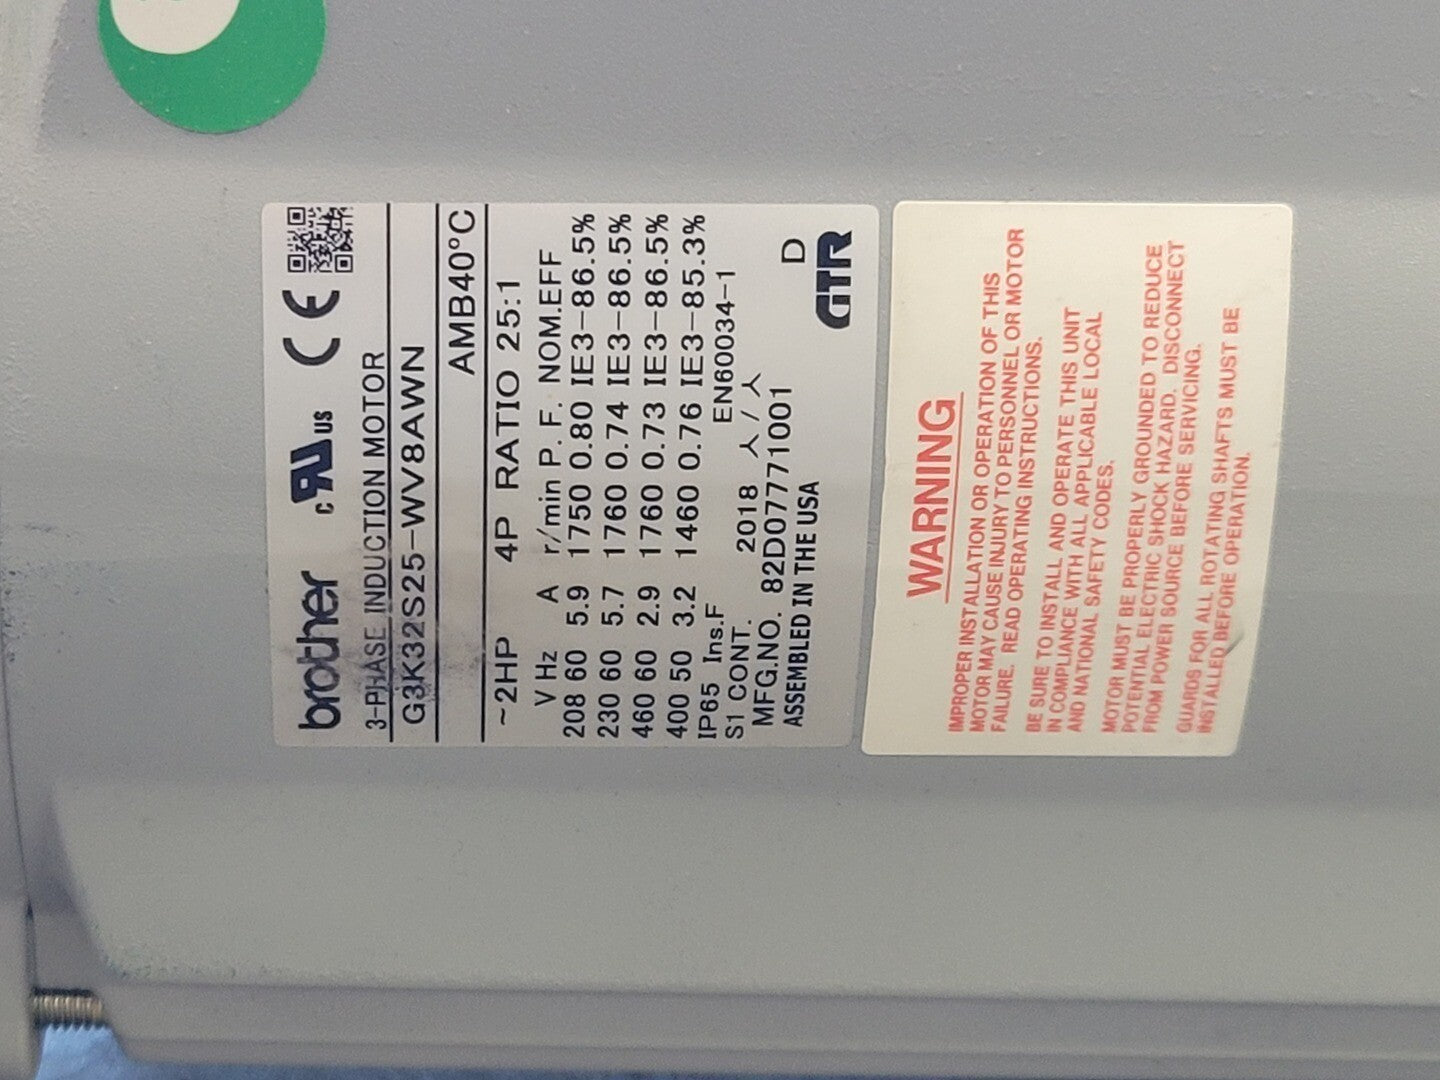 brother c RU US CE
3-PHASE INDUCTION MOTOR
G3K32S25-WV8AWN
AMB40°C
~2HP 4P RATIO 25:1
V Hz A r/min P. F. NOM.EFF
208 60 5.9 1750 0.80 IE3-86.5%
230 60 5.7 1760 0.74 IE3-86.5%
460 60 2.9 1760 0.73 IE3-86.5%
400 50 3.2 1460 0.76 IE3-85.3%
IP65 Ins.F EN60034-1
S1 CONT. 2018 人/人
MFG.NO. 82D07771001 D
ASSEMBLED IN THE USA GTR
WARNING
IMPROPER INSTALLATION OR OPERATION OF THIS
MOTOR MAY CAUSE INJURY TO PERSONNEL OR MOTOR
FAILURE. READ OPERATING INSTRUCTIONS.
BE SURE TO INSTALL AND OPERATE THIS UNIT
IN COMPLIANCE WITH ALL APPLICABLE LOCAL
AND NATIONAL SAFETY CODES.
MOTOR MUST BE PROPERLY GROUNDED TO REDUCE
POTENTIAL ELECTRIC SHOCK HAZARD. DISCONNECT
FROM POWER SOURCE BEFORE SERVICING.
GUARDS FOR ALL ROTATING SHAFTS MUST BE
INSTALLED BEFORE OPERATION.